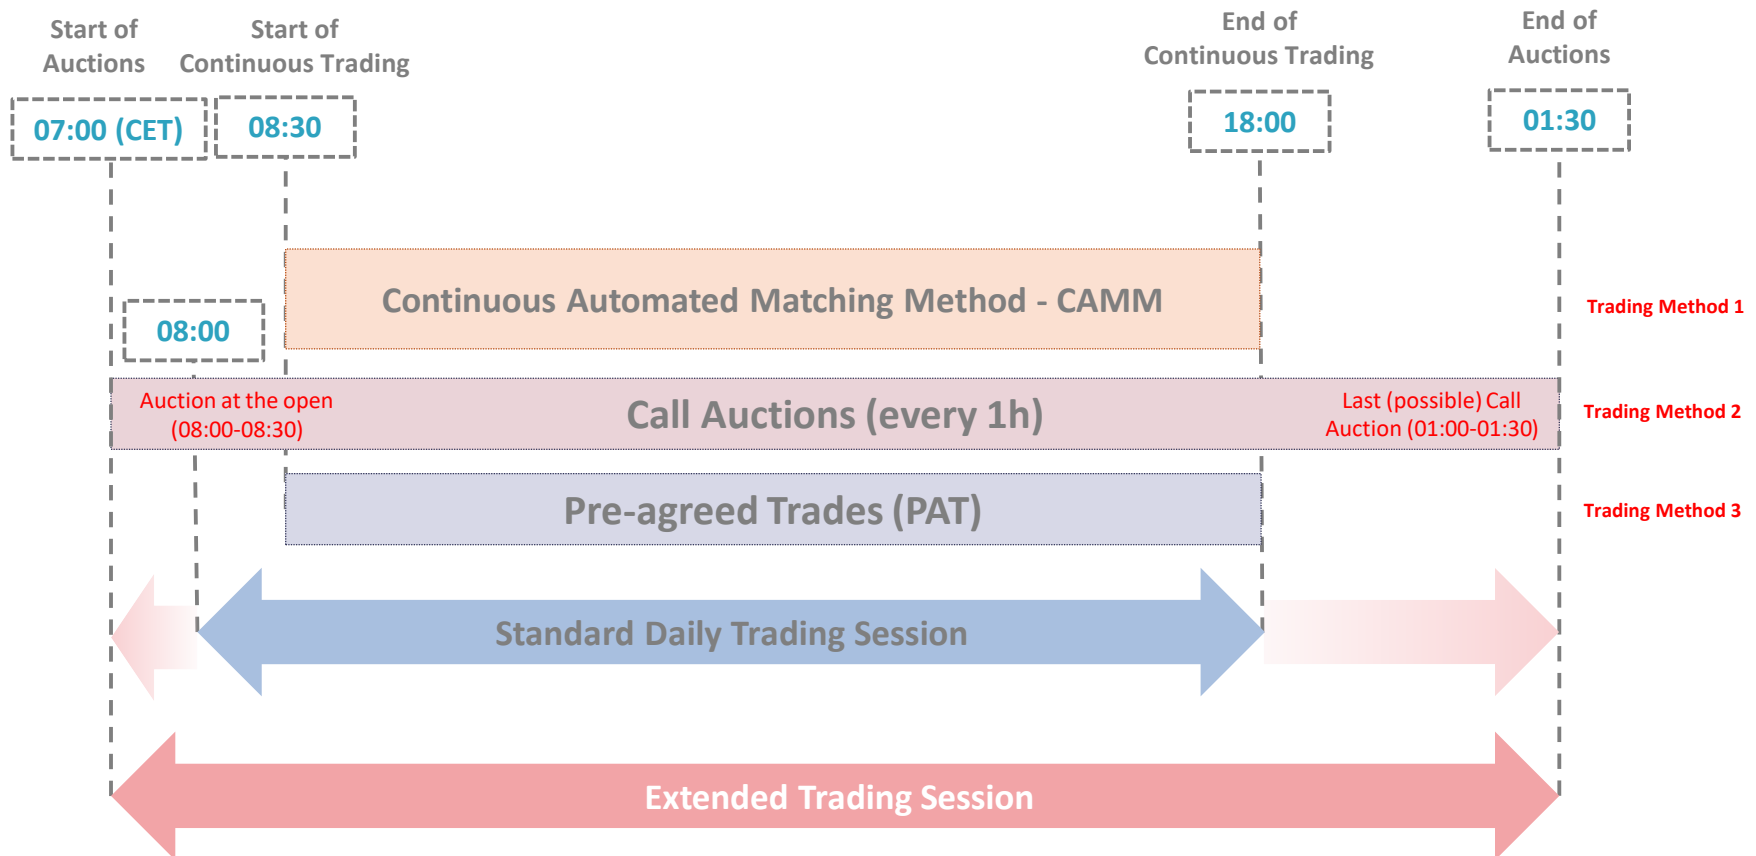 Start of
Auctions
Start of
Continuous Trading
End of
Continuous Trading
End of
Auctions
07:00 (CET)
08:30
18:00
01:30
Continuous Automated Matching Method - CAMM
Trading Method 1
08:00
Auction at the open
(08:00-08:30)
Call Auctions (every 1h)
Last (possible) Call
Auction (01:00-01:30)
Trading Method 2
Pre-agreed Trades (PAT)
Trading Method 3
Standard Daily Trading Session
Extended Trading Session